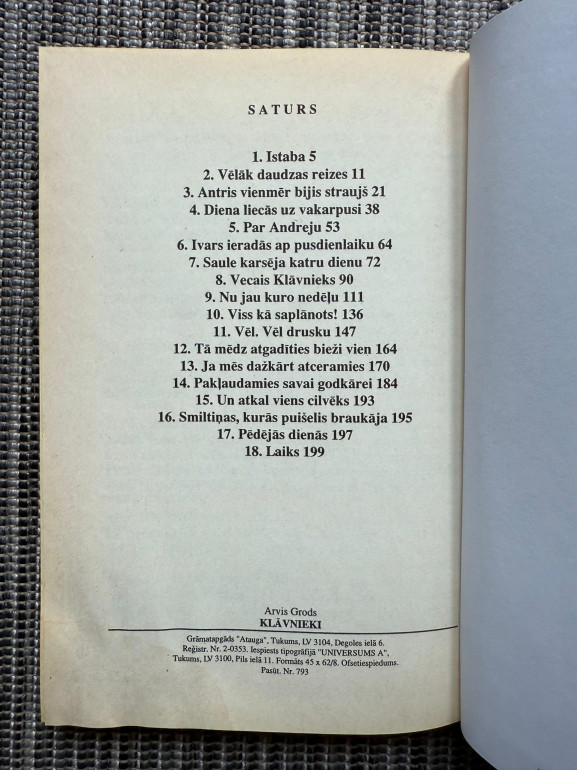 SATURS
1. Istaba 5
2. Vēlāk daudzas reizes 11
3. Antris vienmēr bijis straujš 21
4. Diena liecās uz vakarpusi 38
5. Par Andreju 53
6. Ivars ieradās ap pusdienlaiku 64
7. Saule karsēja katru dienu 72
8. Vecais Klāvnieks 90
9. Nu jau kuro nedēļu 111
10. Viss kā saplānots! 136
11. Vēl. Vēl drusku 147
12. Tā mēdz atgadīties bieži vien 164
13. Ja mēs dažkārt atceramies 170
14. Pakļaudamies savai godkārei 184
15. Un atkal viens cilvēks 193
16. Smiltiņas, kurās puišelis braukāja 195
17. Pēdējās dienās 197
18. Laiks 199
Arvis Grods
KLĀVNIEKI
Grāmatapgāds "Atauga", Tukums, LV 3104, Degoles ielā 6.
Reģistr. Nr. 2-0353. Iespiests tipogrāfijā "UNIVERSUMS A",
Tukums, LV 3100, Pils ielā 11. Formāts 45 x 62/8. Ofsetiespiedums.
Pasūt. Nr. 793